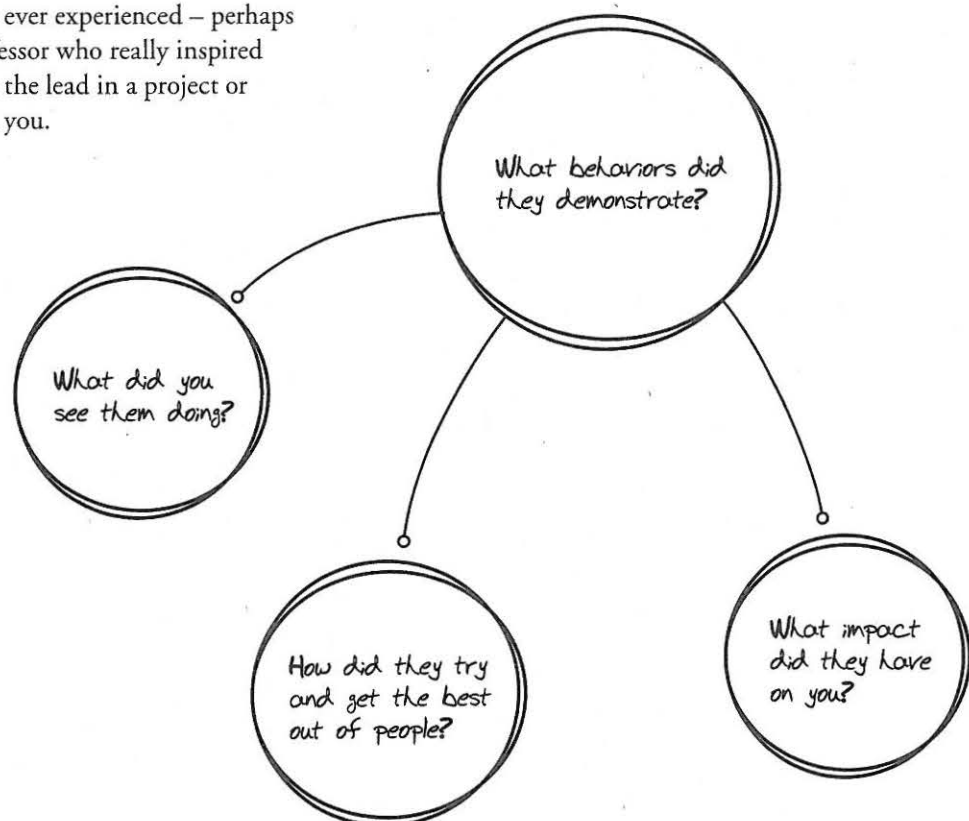 ever experienced – perhaps
essor who really inspired
the lead in a project or
you.
What behaviors did
they demonstrate?
What did you
see them doing?
How did they try
and get the best
out of people?
What impact
did they have
on you?